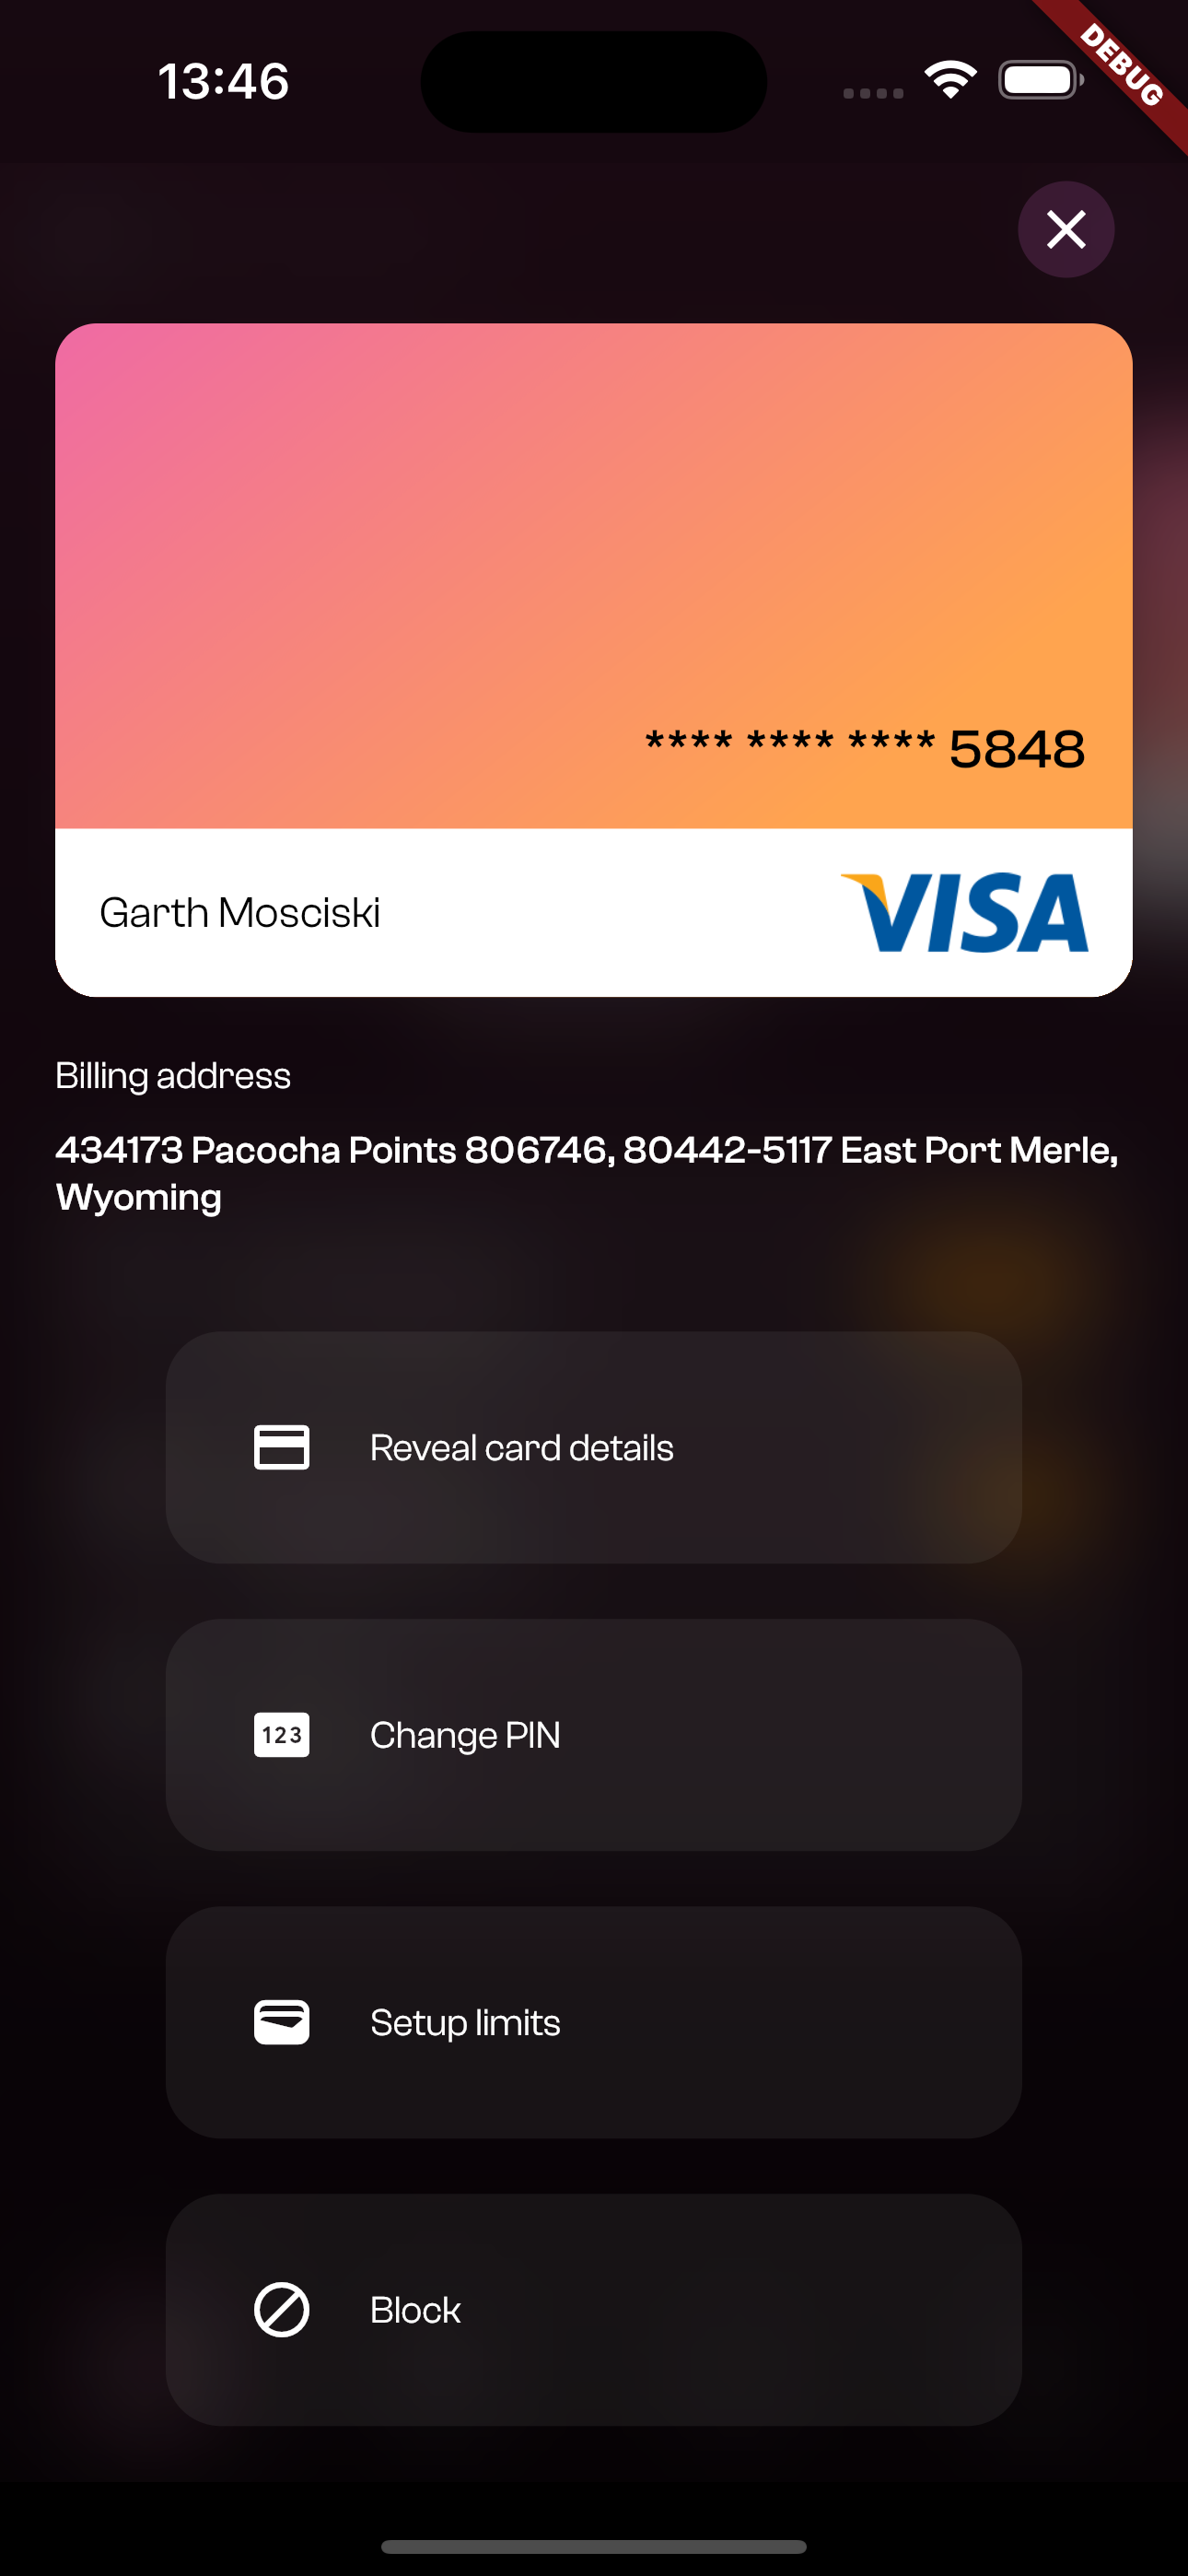 13:46
DEBUG
**** **** **** 5848
Garth Mosciski
VISA
Billing address
434173 Pacocha Points 806746, 80442-5117 East Port Merle,
Wyoming
Reveal card details
123
Change PIN
Setup limits
Block